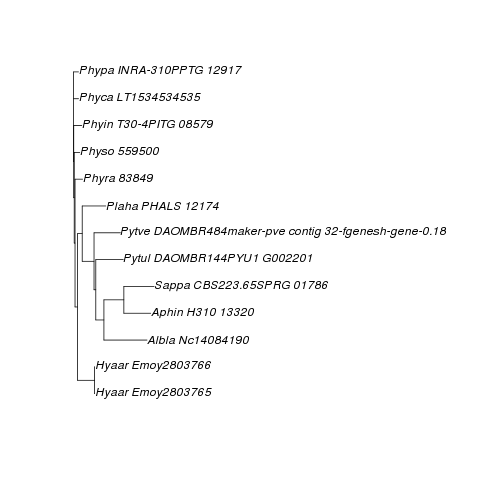 Phypa INRA-310PPTG 12917
Phyca LT1534534535
Phyin T30-4PITG 08579
Physo 559500
Phyra 83849
Plaha PHALS 12174
Pytve DAOMBR484maker-pve contig 32-fgenesh-gene-0.18
Pytul DAOMBR144PYU1 G002201
Sappa CBS223.65SPRG 01786
Aphin H310 13320
Albla Nc14084190
Hyaar Emoy2803766
Hyaar Emoy2803765